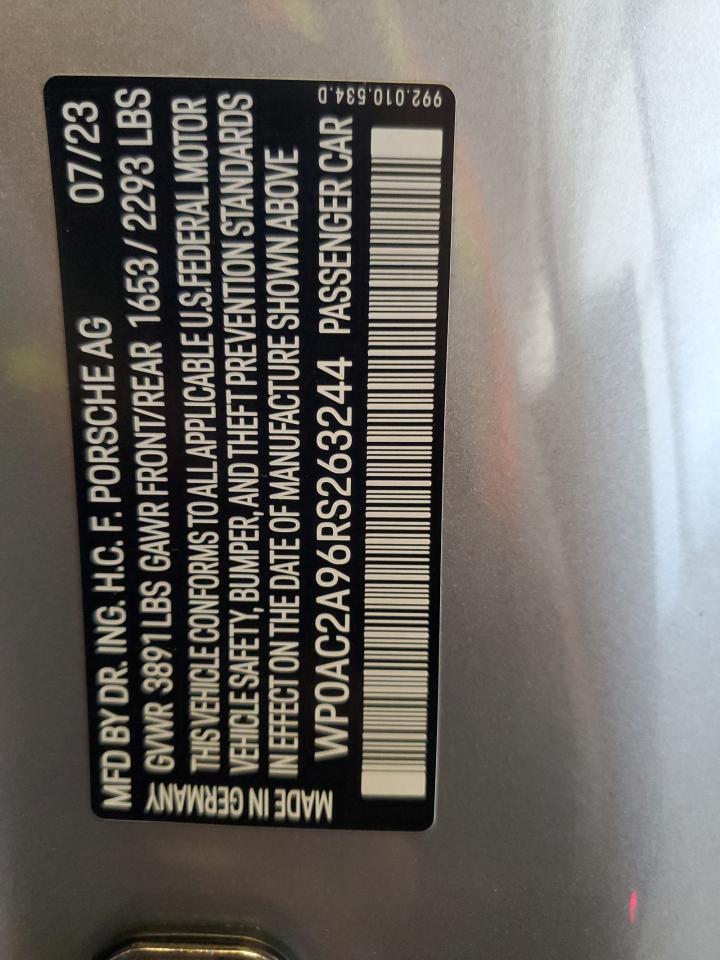 MFD BY DR. ING. H.C. F. PORSCHE AG 07/23
GVWR 3891 LBS GAWR FRONT/REAR 1653 / 2293 LBS
THIS VEHICLE CONFORMS TO ALL APPLICABLE U.S.FEDERAL MOTOR
VEHICLE SAFETY, BUMPER, AND THEFT PREVENTION STANDARDS
IN EFFECT ON THE DATE OF MANUFACTURE SHOWN ABOVE
WP0AC2A96RS263244 PASSENGER CAR
MADE IN GERMANY
992.010.534.D